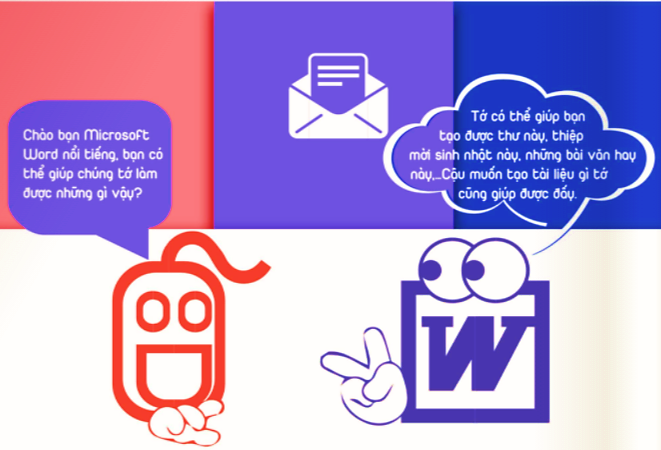 Chào bạn Microsoft
Word nổi tiếng, bạn có
thể giúp chúng tớ làm
được những gì vậy?
Tớ có thể giúp bạn
tạo được thư này, thiệp
mời sinh nhật này, những bài văn hay
này,...Cậu muốn tạo tài liệu gì tớ
cũng giúp được đấy.
W